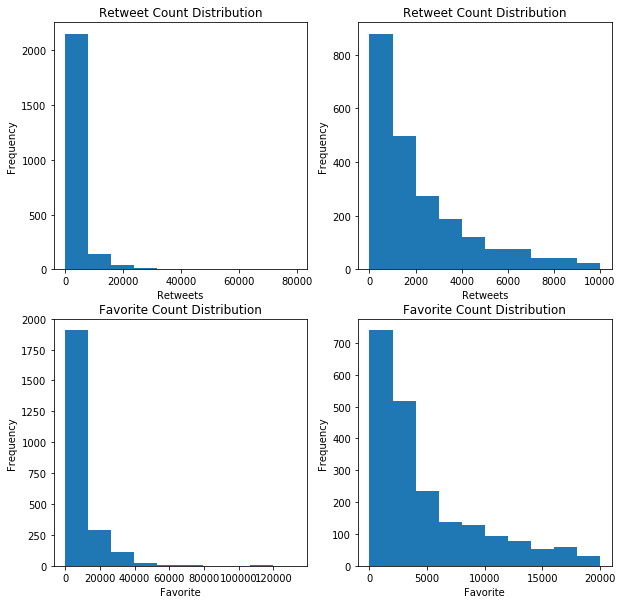 Retweet Count Distribution
Frequency
2000
1500
1000
500
0
0 20000 40000 60000 80000
Retweets
Retweet Count Distribution
Frequency
800
600
400
200
0
0 2000 4000 6000 8000 10000
Retweets
Favorite Count Distribution
Frequency
2000
1750
1500
1250
1000
750
500
250
0
0 20000 40000 60000 80000 100000 120000
Favorite
Favorite Count Distribution
Frequency
700
600
500
400
300
200
100
0
0 5000 10000 15000 20000
Favorite